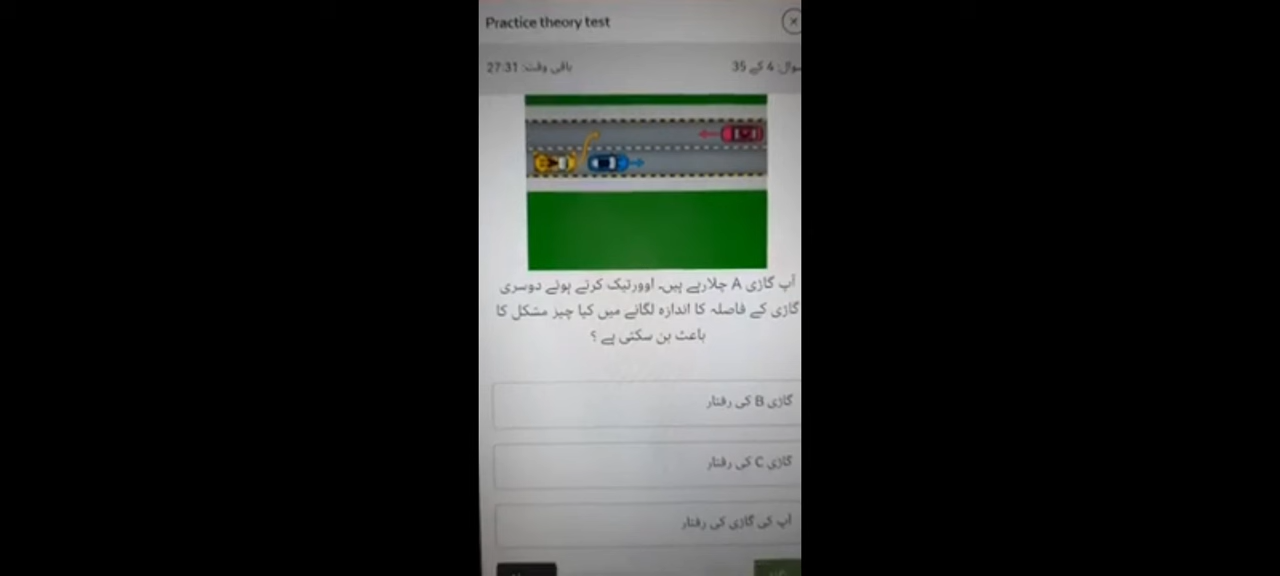 Practice theory test
سوال: 4 کے 35
باقی وقت: 27:31
آپ گاڑی A چلارہے ہیں۔ اوورٹیک کرتے ہوئے دوسری
گاڑی کے فاصلہ کا اندازہ لگانے میں کیا چیز مشکل کا
باعث بن سکتی ہے ؟
گاڑی B کی رفتار
گاڑی C کی رفتار
آپ کی گاڑی کی رفتار